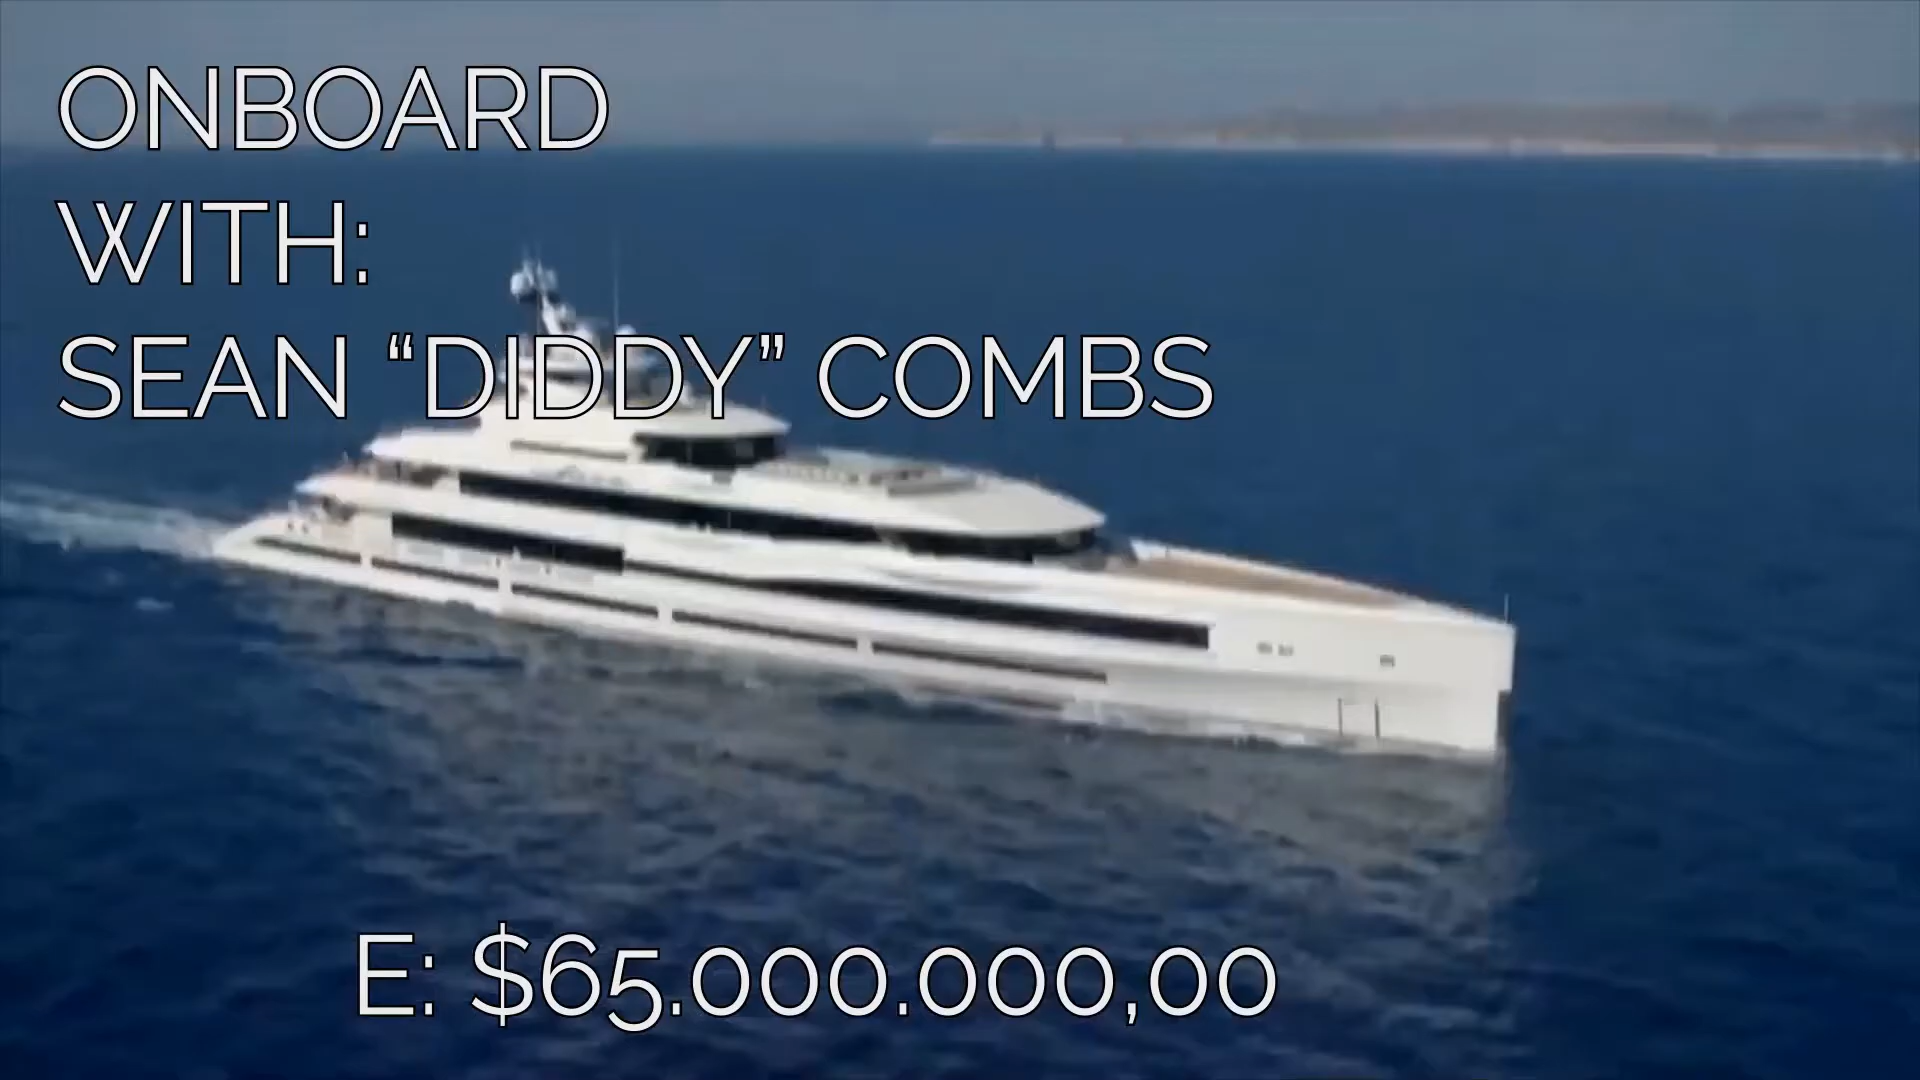 ONBOARD
WITH:
SEAN “DIDDY” COMBS
E: $65.000.000,00